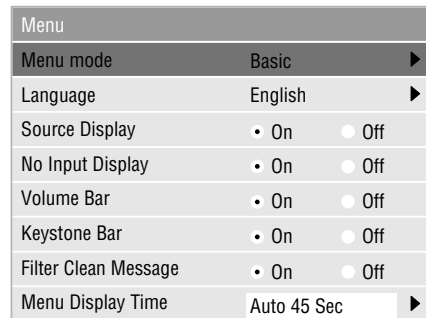 Menu
Menu mode Basic
Language English
Source Display On Off
No Input Display On Off
Volume Bar On Off
Keystone Bar On Off
Filter Clean Message On Off
Menu Display Time Auto 45 Sec